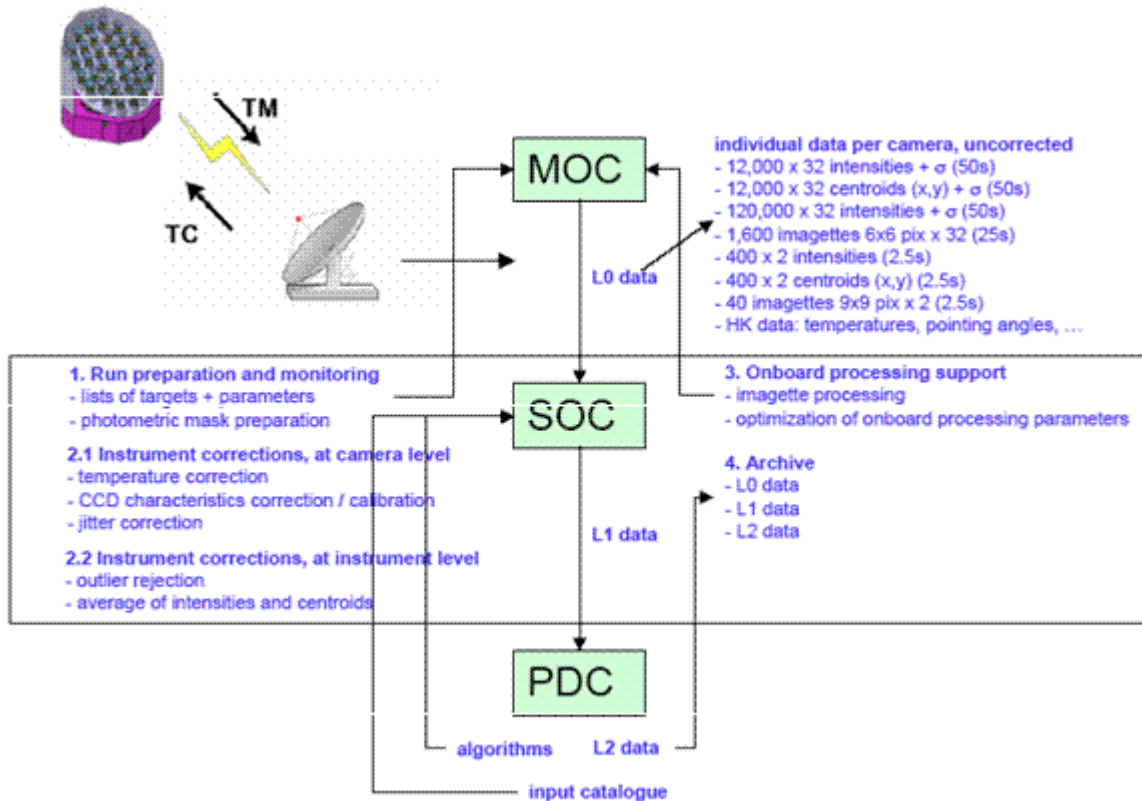 TM
TC
MOC
individual data per camera, uncorrected
- 12,000 x 32 intensities + σ (50s)
- 12,000 x 32 centroids (x,y) + σ (50s)
- 120,000 x 32 intensities + σ (50s)
- 1,600 imagettes 6x6 pix x 32 (25s)
- 400 x 2 intensities (2.5s)
- 400 x 2 centroids (x,y) (2.5s)
- 40 imagettes 9x9 pix x 2 (2.5s)
- HK data: temperatures, pointing angles, …
L0 data
1. Run preparation and monitoring
- lists of targets + parameters
- photometric mask preparation
2.1 Instrument corrections, at camera level
- temperature correction
- CCD characteristics correction / calibration
- jitter correction
2.2 Instrument corrections, at instrument level
- outlier rejection
- average of intensities and centroids
SOC
3. Onboard processing support
- imagette processing
- optimization of onboard processing parameters
4. Archive
- L0 data
- L1 data
- L2 data
L1 data
PDC
algorithms
L2 data
input catalogue